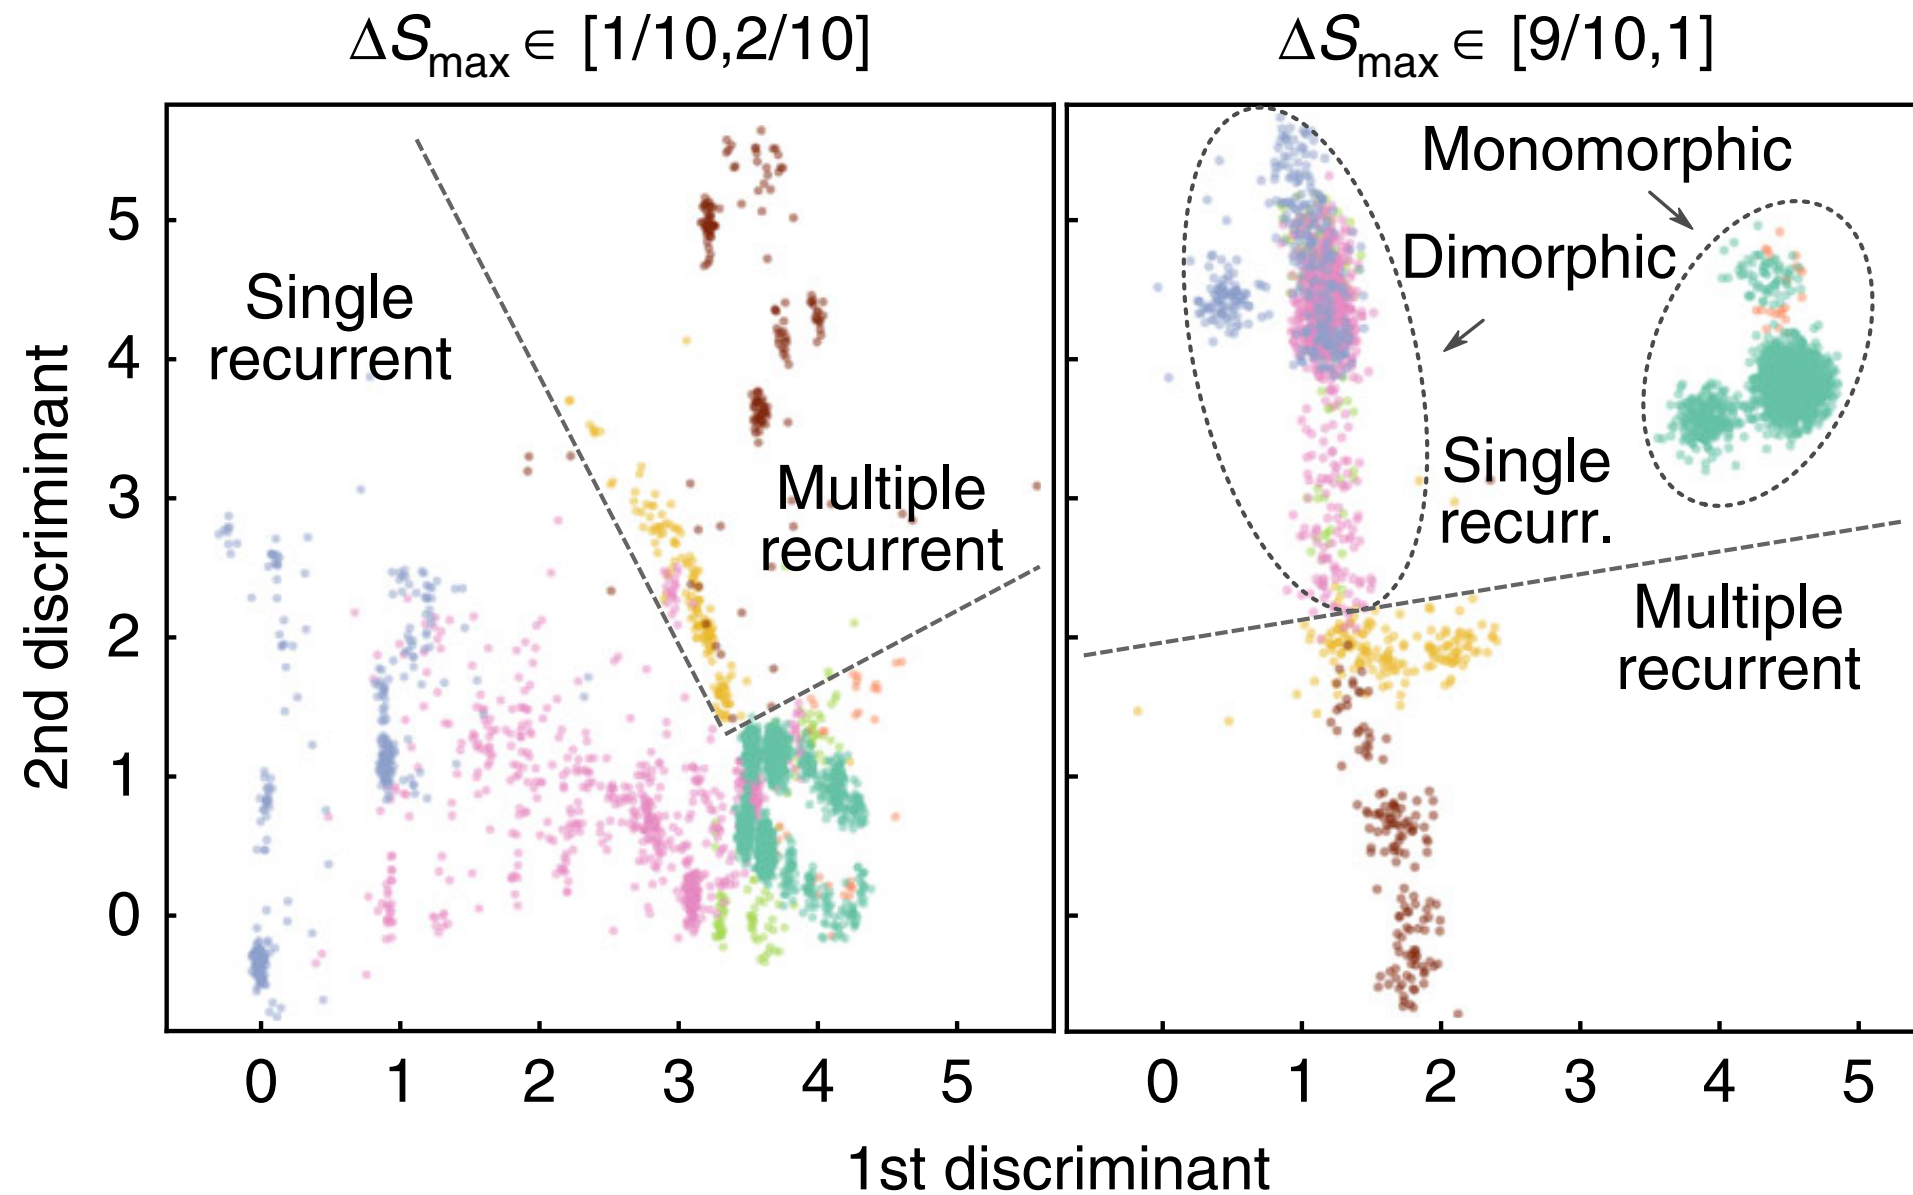 ΔSmax ∈ [1/10,2/10]
ΔSmax ∈ [9/10,1]
2nd discriminant
5
4
3
2
1
0
Single
recurrent
Multiple
recurrent
0 1 2 3 4 5
Monomorphic
Dimorphic
Single
recurr.
Multiple
recurrent
0 1 2 3 4 5
1st discriminant